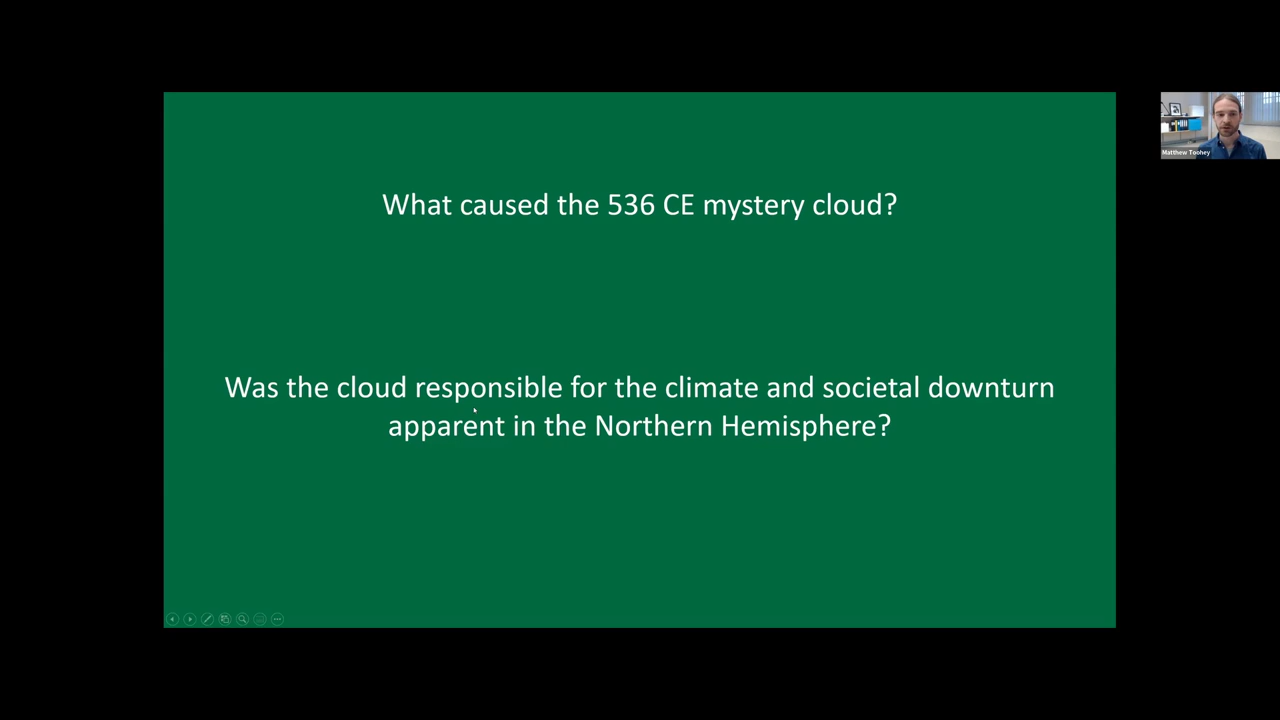 What caused the 536 CE mystery cloud?
Was the cloud responsible for the climate and societal downturn
apparent in the Northern Hemisphere?
Matthew Toohey